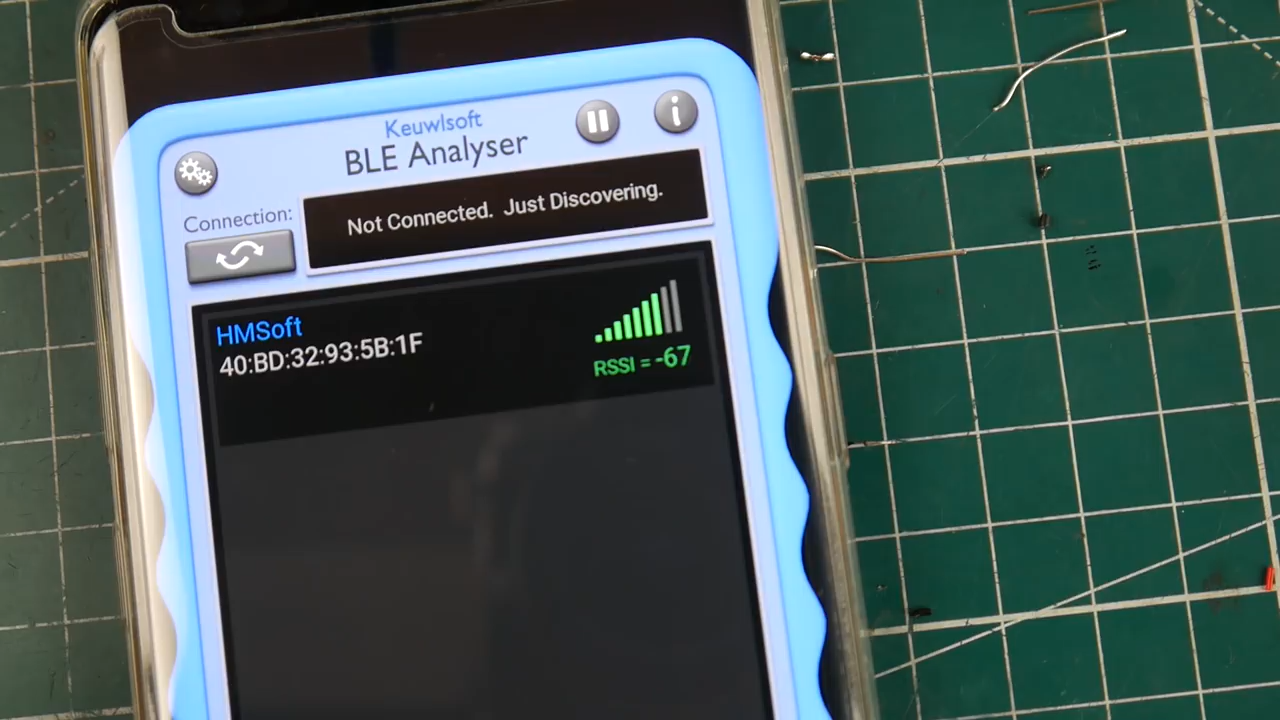 Keuwlsoft
BLE Analyser
Connection:
Not Connected. Just Discovering.
HMSoft
40:BD:32:93:5B:1F
RSSI = -67